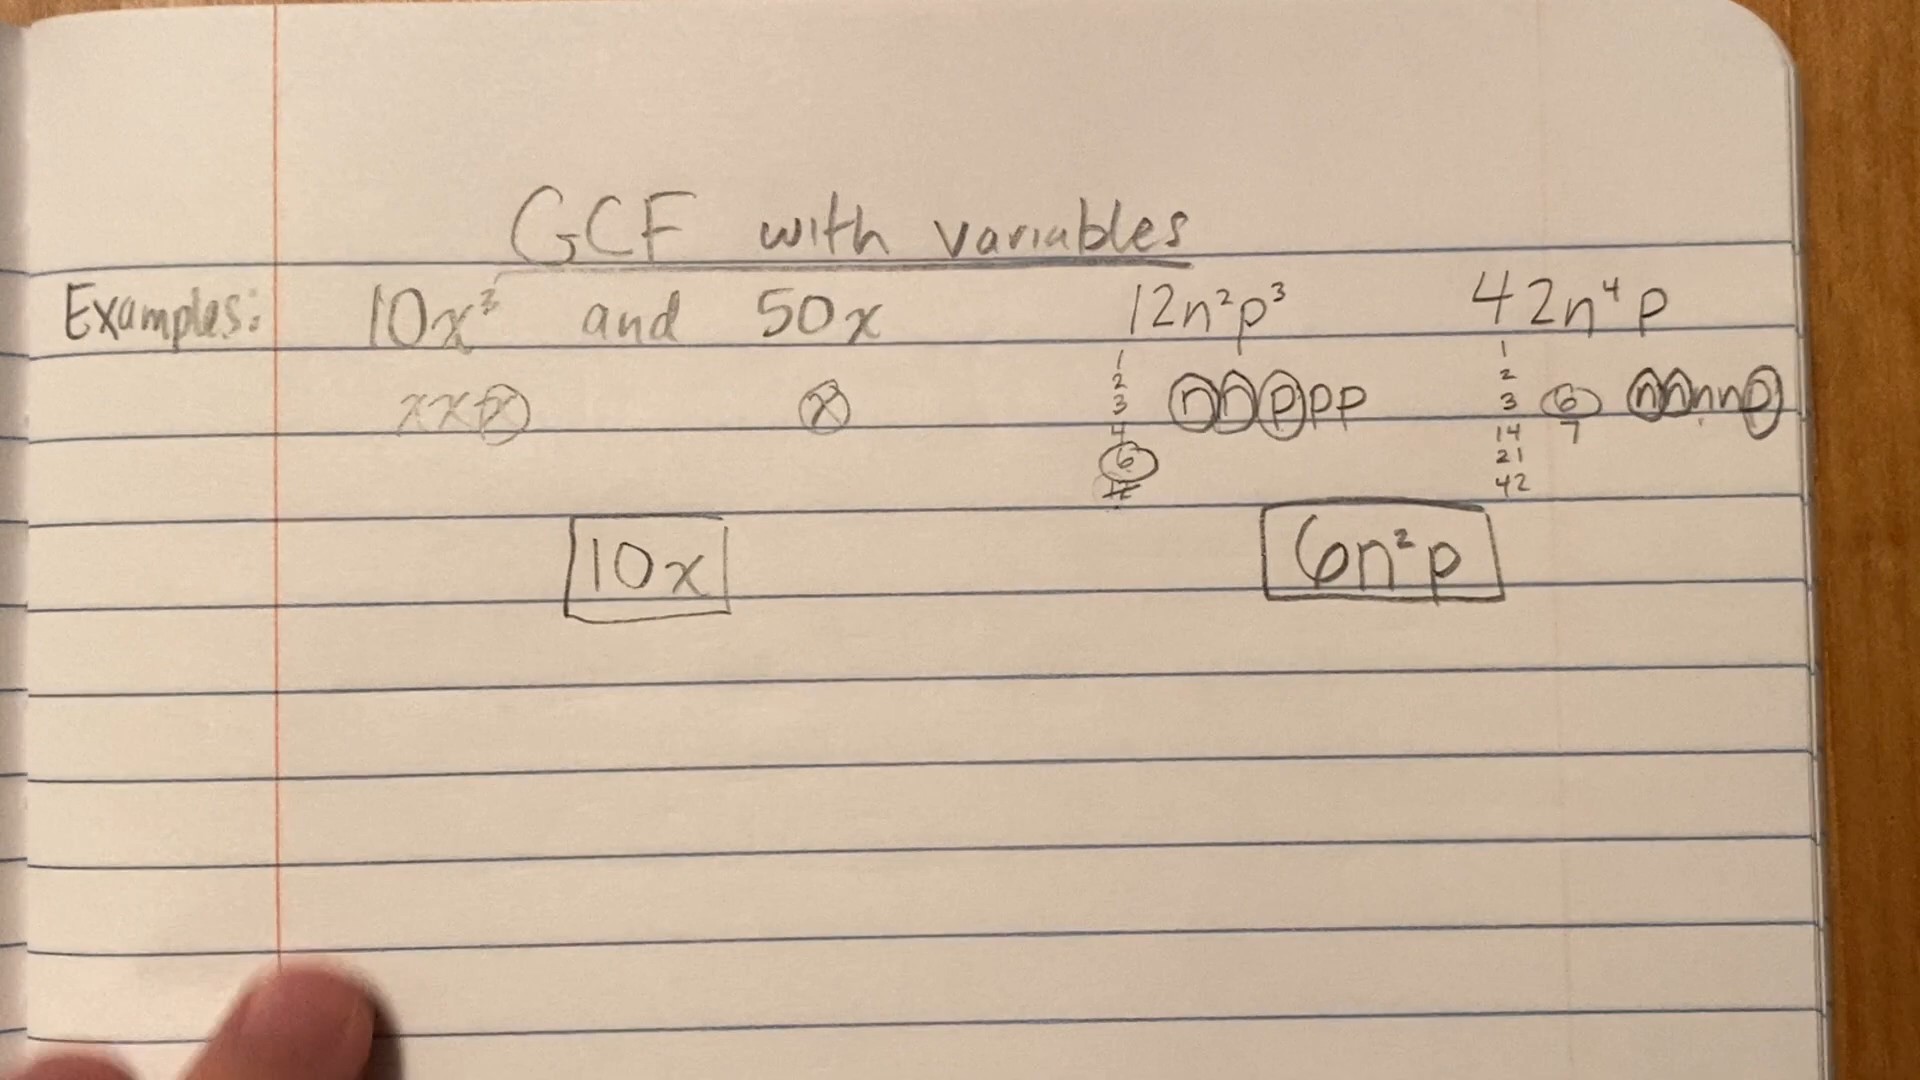 GCF with variables
Examples: 10x³ and 50x 12n²p³ 42n⁴p
xxx x nnppp nnnnp
1 1
2 2
3 3 6
4 14 7
6 21
12 42
10x 6n²p